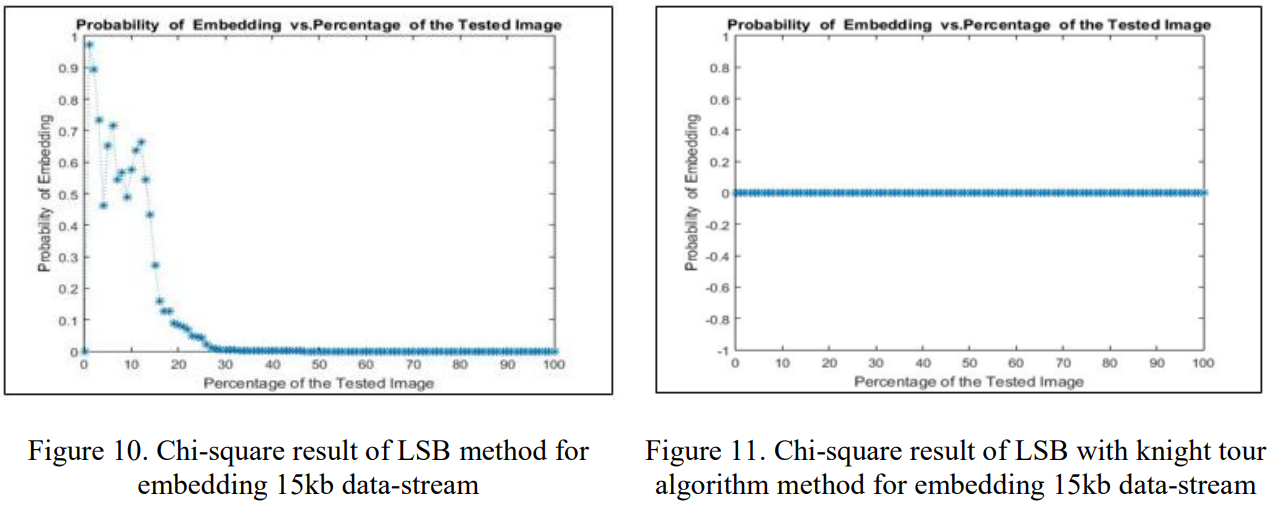 Probability of Embedding vs.Percentage of the Tested Image
1
0.9
0.8
0.7
0.6
0.5
0.4
0.3
0.2
0.1
0
Probability of Embedding
0 10 20 30 40 50 60 70 80 90 100
Percentage of the Tested Image
Figure 10. Chi-square result of LSB method for
embedding 15kb data-stream
Probability of Embedding vs.Percentage of the Tested Image
1
0.8
0.6
0.4
0.2
0
-0.2
-0.4
-0.6
-0.8
-1
Probability of Embedding
0 10 20 30 40 50 60 70 80 90 100
Percentage of the Tested Image
Figure 11. Chi-square result of LSB with knight tour
algorithm method for embedding 15kb data-stream